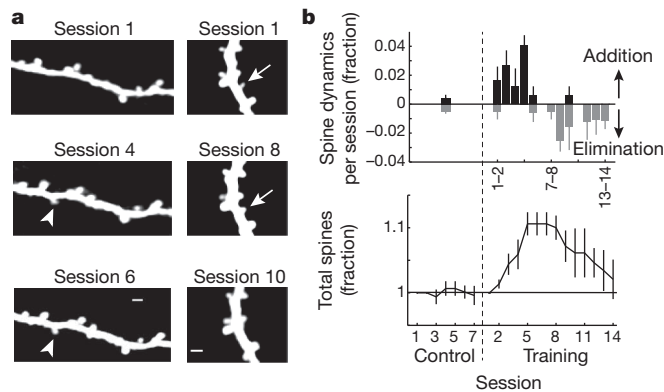 a
Session 1
Session 1
Session 4
Session 8
Session 6
Session 10
b
Spine dynamics
per session (fraction)
0.04
0.02
0
−0.02
−0.04
Addition
Elimination
1–2
7–8
13–14
Total spines
(fraction)
1.1
1
1 3 5 7 2 5 8 11 14
Control Training
Session